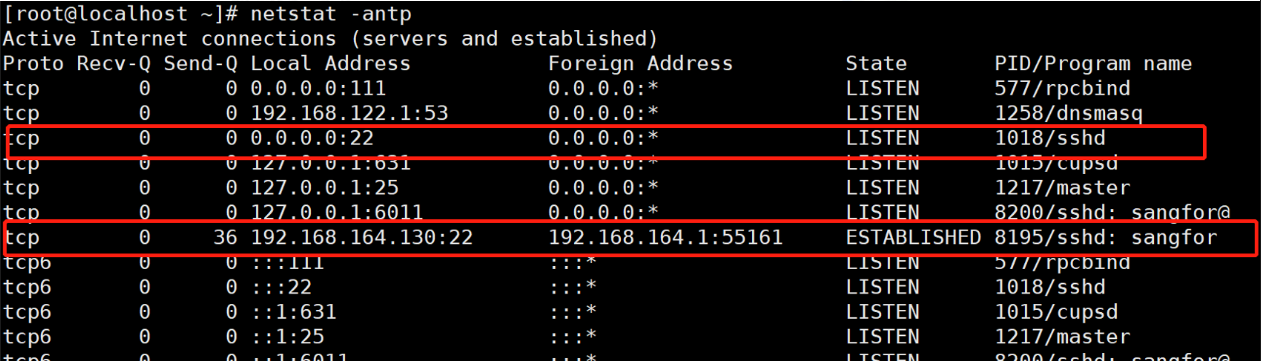 [root@localhost ~]# netstat -antp
Active Internet connections (servers and established)
Proto Recv-Q Send-Q Local Address           Foreign Address         State       PID/Program name
tcp        0      0 0.0.0.0:111             0.0.0.0:*               LISTEN      577/rpcbind
tcp        0      0 192.168.122.1:53        0.0.0.0:*               LISTEN      1258/dnsmasq
tcp        0      0 0.0.0.0:22              0.0.0.0:*               LISTEN      1018/sshd
tcp        0      0 127.0.0.1:631           0.0.0.0:*               LISTEN      1015/cupsd
tcp        0      0 127.0.0.1:25            0.0.0.0:*               LISTEN      1217/master
tcp        0      0 127.0.0.1:6011          0.0.0.0:*               LISTEN      8200/sshd: sangfor@
tcp        0     36 192.168.164.130:22      192.168.164.1:55161     ESTABLISHED 8195/sshd: sangfor
tcp6       0      0 :::111                  :::*                    LISTEN      577/rpcbind
tcp6       0      0 :::22                   :::*                    LISTEN      1018/sshd
tcp6       0      0 ::1:631                 :::*                    LISTEN      1015/cupsd
tcp6       0      0 ::1:25                  :::*                    LISTEN      1217/master
tcp6       0      0 ::1:6011                :::*                    LISTEN      8200/sshd: sangfor@